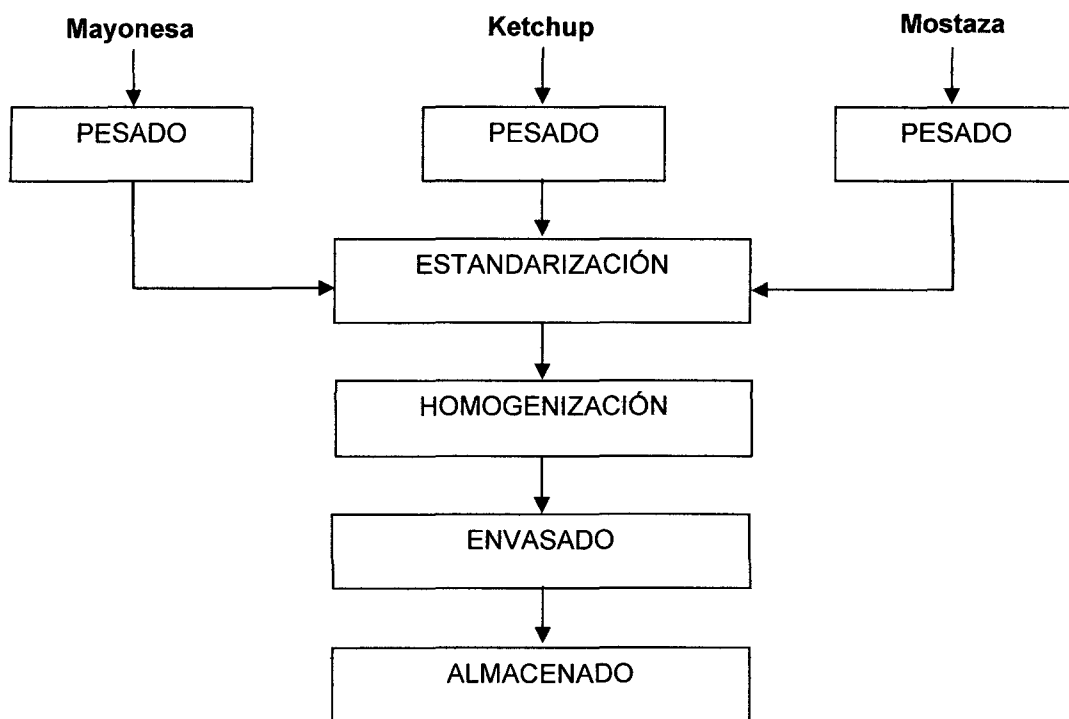 Mayonesa
Ketchup
Mostaza
PESADO
PESADO
PESADO
ESTANDARIZACIÓN
HOMOGENIZACIÓN
ENVASADO
ALMACENADO